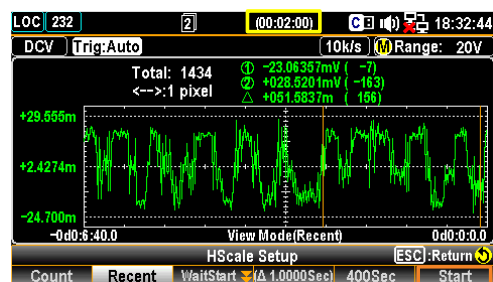 LOC 232 2 (00:02:00) C 18:32:44
DCV Trig:Auto 10k/s M Range: 20V
Total: 1434
<-->:1 pixel
① -23.06357mV ( -7)
② +028.5201mV ( -163)
△ +051.5837m ( 156)
+29.555m
+2.4274m
-24.700m
-0d0:6:40.0 View Mode(Recent) 0d0:0:0.0
HScale Setup ESC:Return
Count Recent WaitStart (Δ 1.0000Sec) 400Sec Start